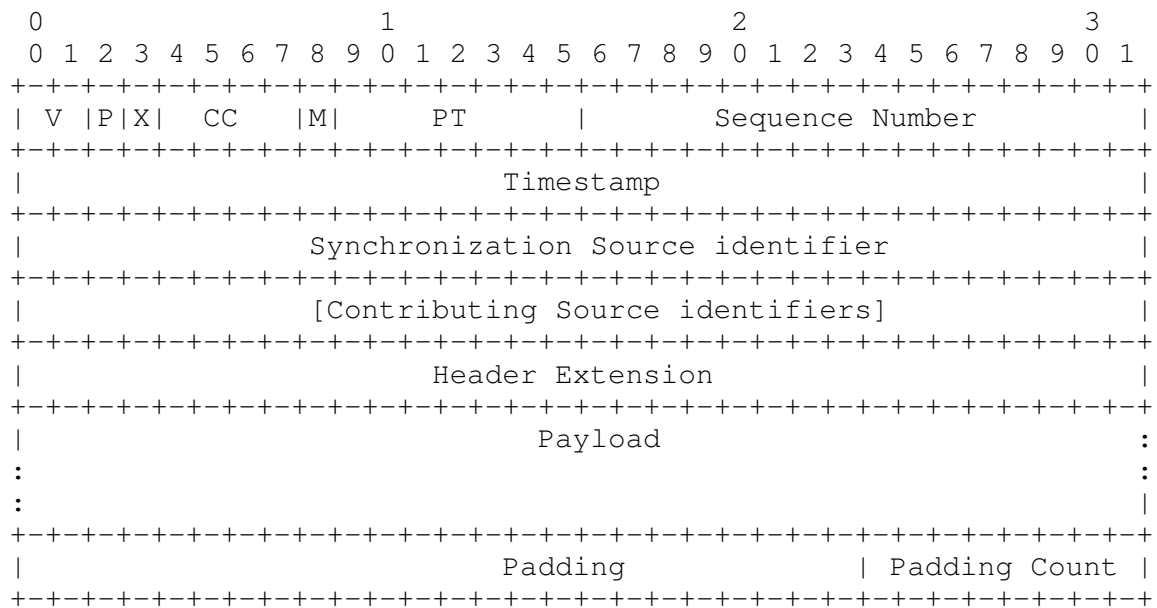 0                   1                   2                   3
 0 1 2 3 4 5 6 7 8 9 0 1 2 3 4 5 6 7 8 9 0 1 2 3 4 5 6 7 8 9 0 1
+-+-+-+-+-+-+-+-+-+-+-+-+-+-+-+-+-+-+-+-+-+-+-+-+-+-+-+-+-+-+-+-+
| V |P|X|  CC   |M|     PT      |       Sequence Number         |
+-+-+-+-+-+-+-+-+-+-+-+-+-+-+-+-+-+-+-+-+-+-+-+-+-+-+-+-+-+-+-+-+
|                           Timestamp                           |
+-+-+-+-+-+-+-+-+-+-+-+-+-+-+-+-+-+-+-+-+-+-+-+-+-+-+-+-+-+-+-+-+
|                Synchronization Source identifier              |
+-+-+-+-+-+-+-+-+-+-+-+-+-+-+-+-+-+-+-+-+-+-+-+-+-+-+-+-+-+-+-+-+
|                [Contributing Source identifiers]              |
+-+-+-+-+-+-+-+-+-+-+-+-+-+-+-+-+-+-+-+-+-+-+-+-+-+-+-+-+-+-+-+-+
|                       Header Extension                        |
+-+-+-+-+-+-+-+-+-+-+-+-+-+-+-+-+-+-+-+-+-+-+-+-+-+-+-+-+-+-+-+-+
|                             Payload                           :
:                                                               :
:                                                               |
+-+-+-+-+-+-+-+-+-+-+-+-+-+-+-+-+-+-+-+-+-+-+-+-+-+-+-+-+-+-+-+-+
|                           Padding             | Padding Count |
+-+-+-+-+-+-+-+-+-+-+-+-+-+-+-+-+-+-+-+-+-+-+-+-+-+-+-+-+-+-+-+-+